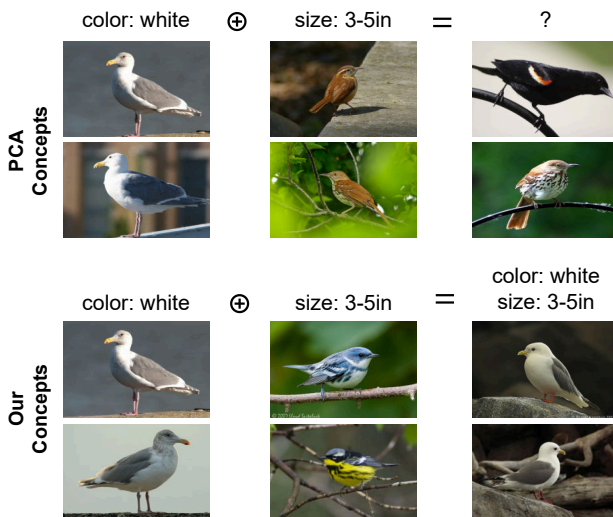 color: white ⊕ size: 3-5in = ?
PCA
Concepts
color: white
color: white ⊕ size: 3-5in = size: 3-5in
Our
Concepts